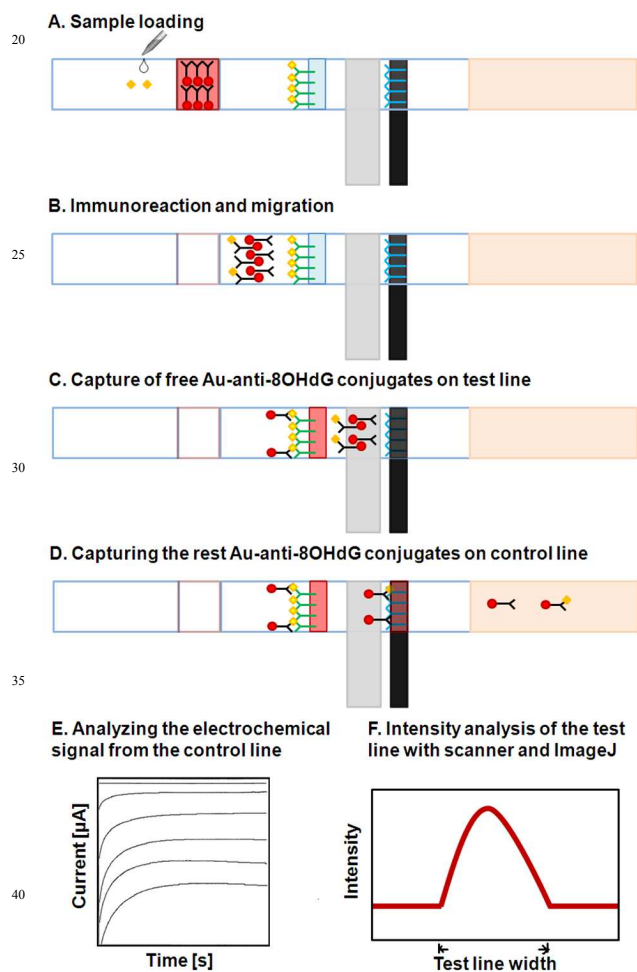 A. Sample loading
20
B. Immunoreaction and migration
25
C. Capture of free Au-anti-8OHdG conjugates on test line
30
D. Capturing the rest Au-anti-8OHdG conjugates on control line
35
E. Analyzing the electrochemical
signal from the control line
F. Intensity analysis of the test
line with scanner and ImageJ
40
Current [µA]
Time [s]
Intensity
Test line width